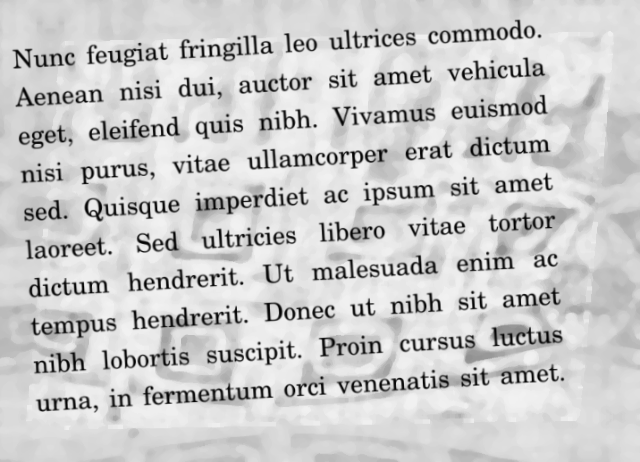 Nunc feugiat fringilla leo ultrices commodo.
Aenean nisi dui, auctor sit amet vehicula
eget, eleifend quis nibh. Vivamus euismod
nisi purus, vitae ullamcorper erat dictum
sed. Quisque imperdiet ac ipsum sit amet
laoreet. Sed ultricies libero vitae tortor
dictum hendrerit. Ut malesuada enim ac
tempus hendrerit. Donec ut nibh sit amet
nibh lobortis suscipit. Proin cursus luctus
urna, in fermentum orci venenatis sit amet.